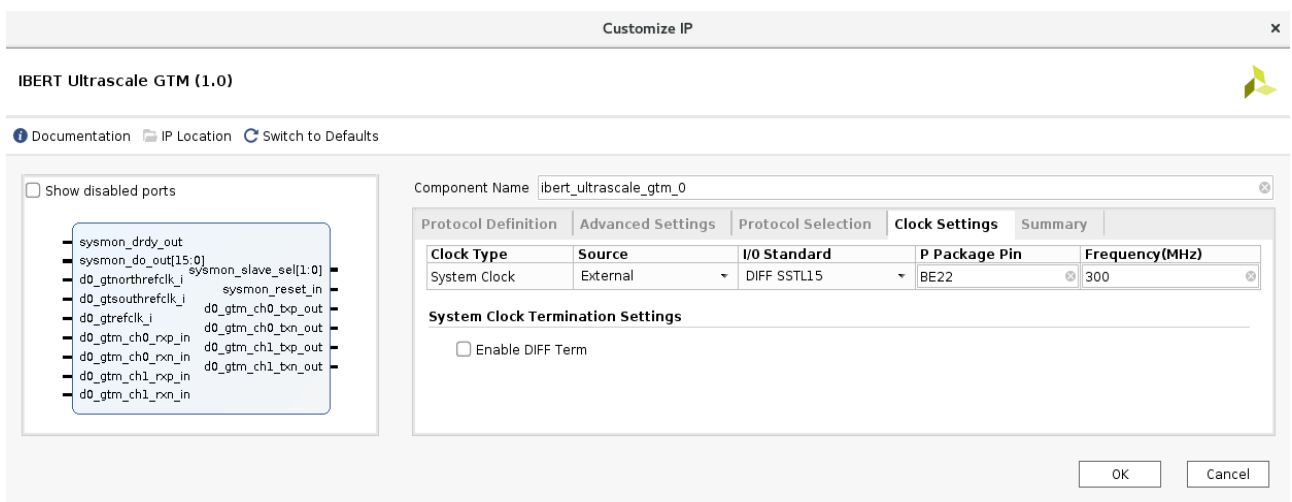 Customize IP
IBERT Ultrascale GTM (1.0)
Documentation IP Location Switch to Defaults
Show disabled ports
sysmon_drdy_out
sysmon_do_out[15:0]
d0_gtnorthrefclk_i
d0_gtsouthrefclk_i
d0_gtrefclk_i
d0_gtm_ch0_rxp_in
d0_gtm_ch0_rxn_in
d0_gtm_ch1_rxp_in
d0_gtm_ch1_rxn_in
sysmon_slave_sel[1:0]
sysmon_reset_in
d0_gtm_ch0_txp_out
d0_gtm_ch0_txn_out
d0_gtm_ch1_txp_out
d0_gtm_ch1_txn_out
Component Name ibert_ultrascale_gtm_0
Protocol Definition Advanced Settings Protocol Selection Clock Settings Summary
Clock Type Source I/O Standard P Package Pin Frequency(MHz)
System Clock External DIFF SSTL15 BE22 300
System Clock Termination Settings
Enable DIFF Term
OK Cancel